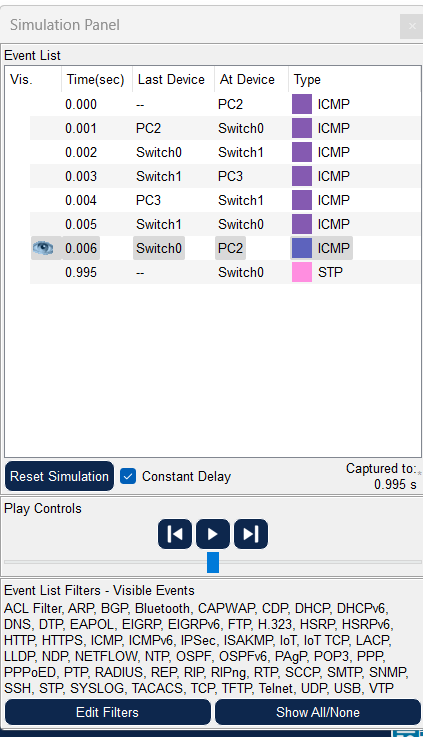 Simulation Panel
Event List
Vis. Time(sec) Last Device At Device Type
0.000 -- PC2 ICMP
0.001 PC2 Switch0 ICMP
0.002 Switch0 Switch1 ICMP
0.003 Switch1 PC3 ICMP
0.004 PC3 Switch1 ICMP
0.005 Switch1 Switch0 ICMP
0.006 Switch0 PC2 ICMP
0.995 -- Switch0 STP
Reset Simulation Constant Delay Captured to:
0.995 s
Play Controls
Event List Filters - Visible Events
ACL Filter, ARP, BGP, Bluetooth, CAPWAP, CDP, DHCP, DHCPv6,
DNS, DTP, EAPOL, EIGRP, EIGRPv6, FTP, H.323, HSRP, HSRPv6,
HTTP, HTTPS, ICMP, ICMPv6, IPSec, ISAKMP, IoT, IoT TCP, LACP,
LLDP, NDP, NETFLOW, NTP, OSPF, OSPFv6, PAgP, POP3, PPP,
PPPoED, PTP, RADIUS, REP, RIP, RIPng, RTP, SCCP, SMTP, SNMP,
SSH, STP, SYSLOG, TACACS, TCP, TFTP, Telnet, UDP, USB, VTP
Edit Filters Show All/None